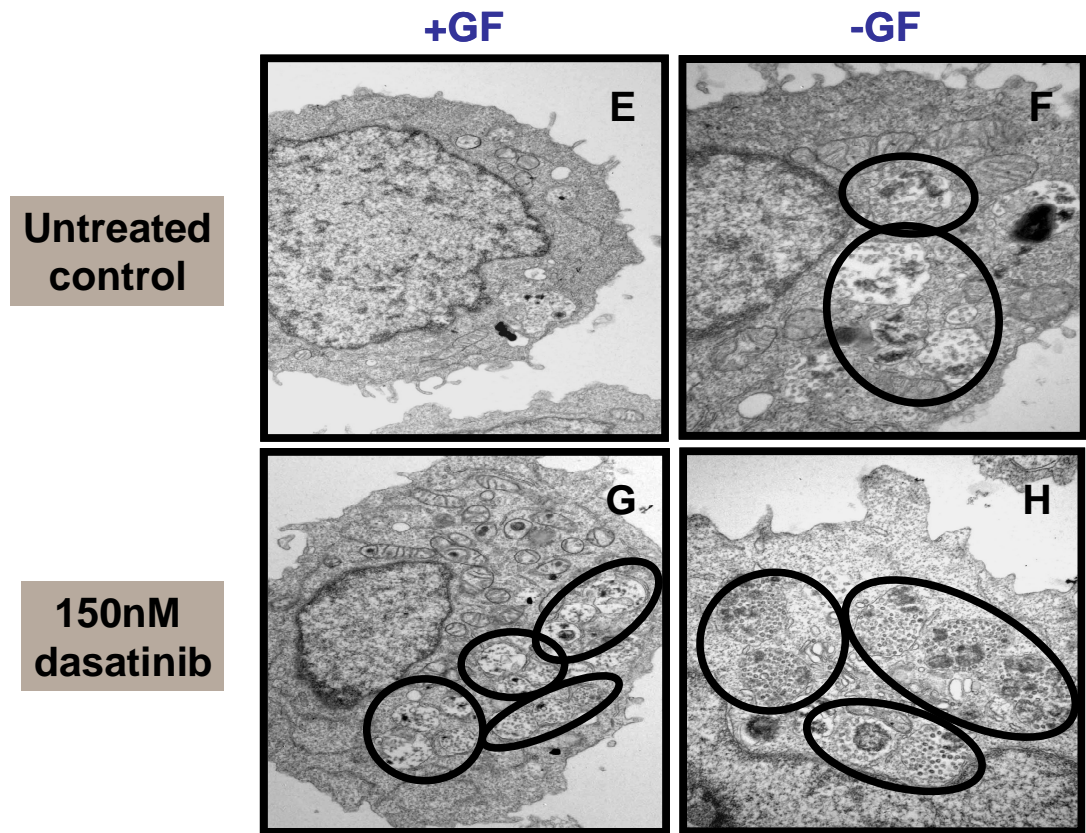 +GF
-GF
E
F
Untreated
control
G
H
150nM
dasatinib